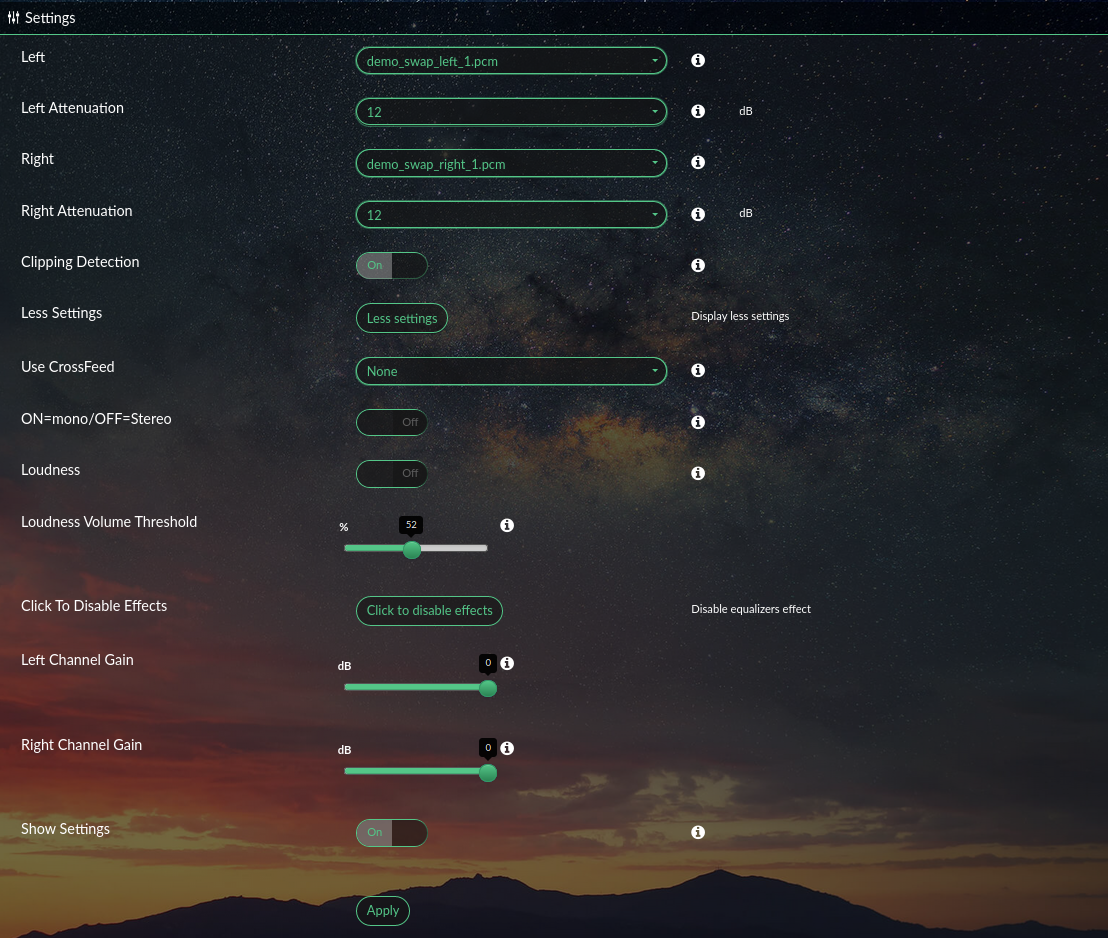 Settings
Left
demo_swap_left_1.pcm
Left Attenuation
12
dB
Right
demo_swap_right_1.pcm
Right Attenuation
12
dB
Clipping Detection
On
Less Settings
Less settings
Display less settings
Use CrossFeed
None
ON=mono/OFF=Stereo
Off
Loudness
Off
Loudness Volume Threshold
%
52
Click To Disable Effects
Click to disable effects
Disable equalizers effect
Left Channel Gain
dB
0
Right Channel Gain
dB
0
Show Settings
On
Apply